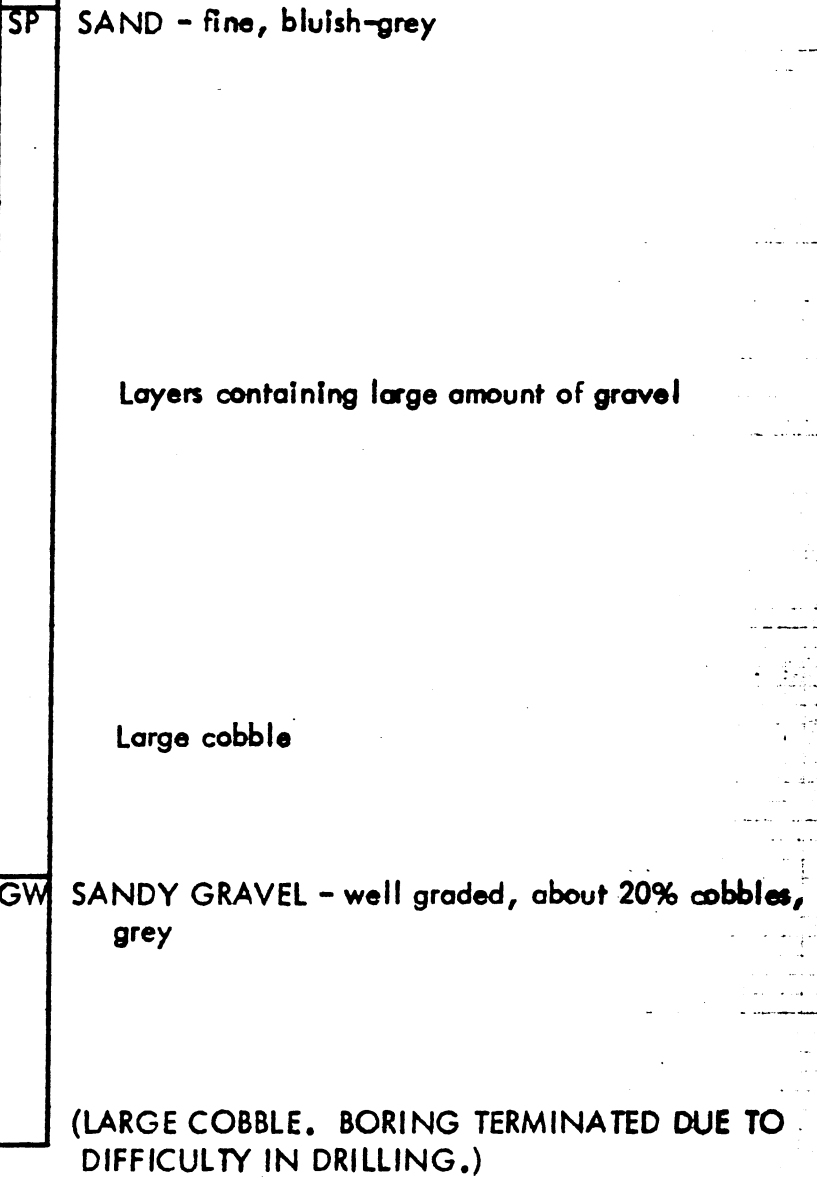 SP SAND - fine, bluish-grey
Layers containing large amount of gravel
Large cobble
GW SANDY GRAVEL - well graded, about 20% cobbles,
grey
(LARGE COBBLE. BORING TERMINATED DUE TO
DIFFICULTY IN DRILLING.)